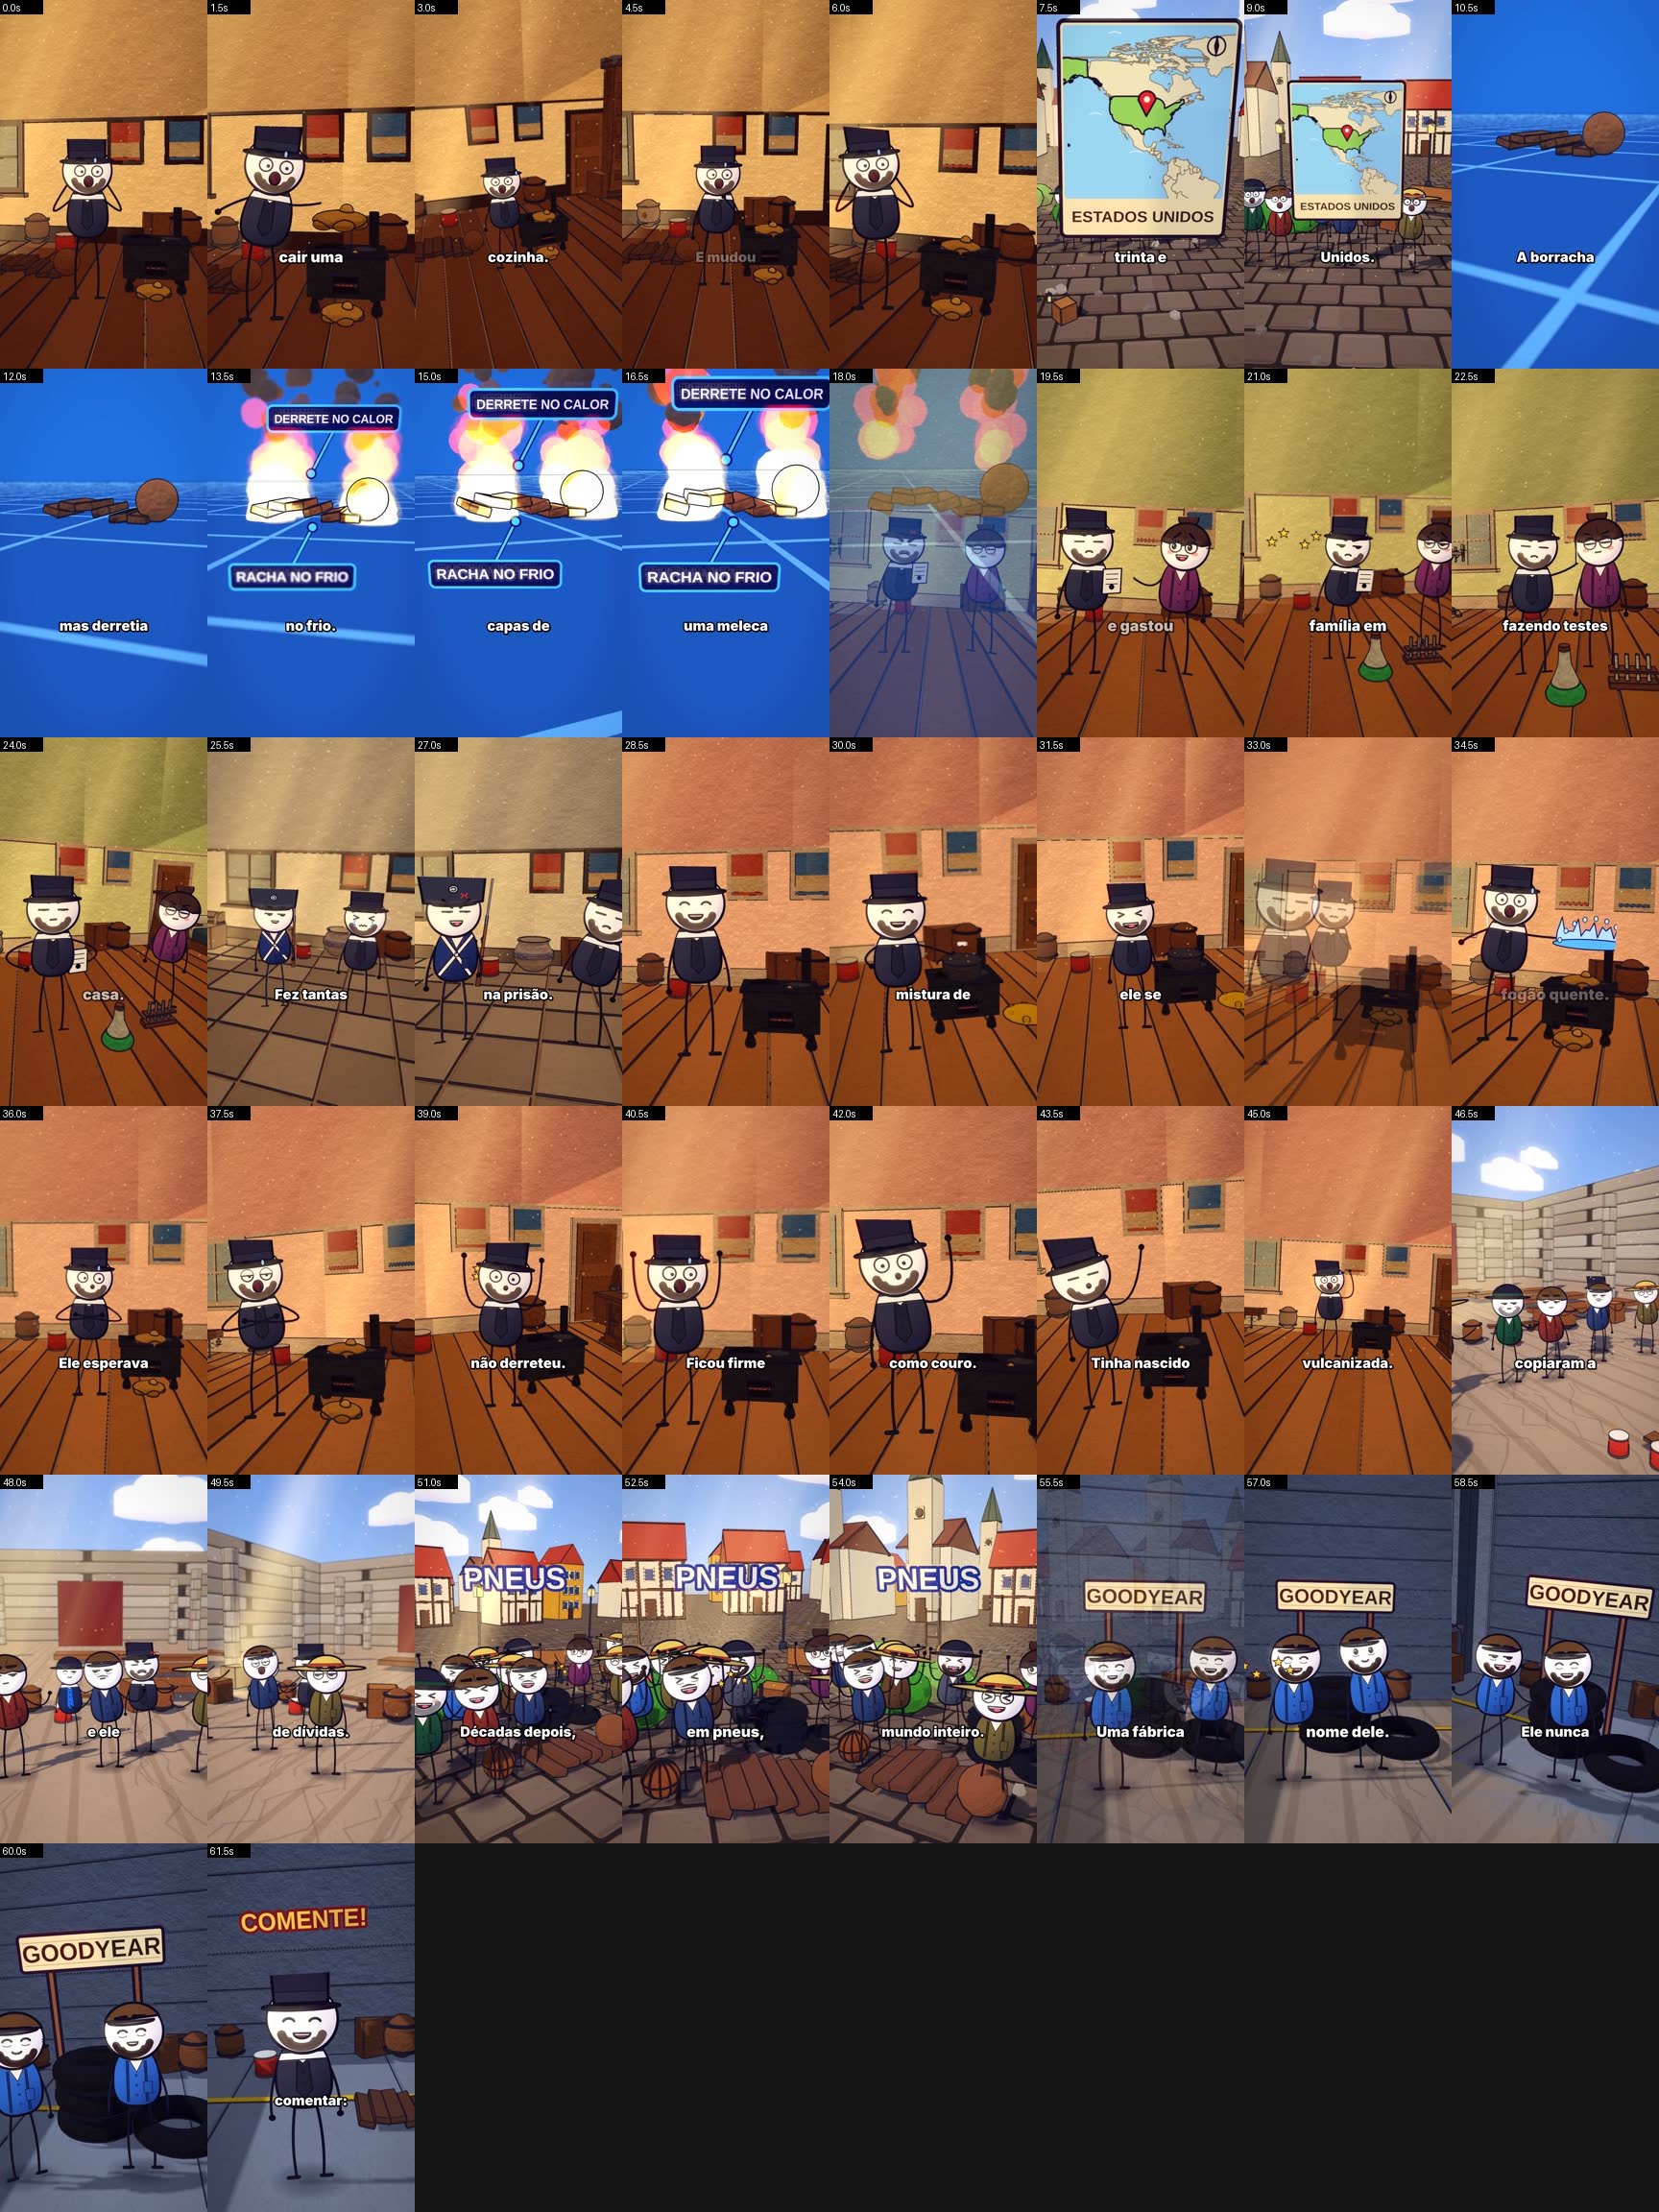 0.0s
1.5s
3.0s
4.5s
6.0s
7.5s
9.0s
10.5s
cair uma
cozinha.
E mudou
ESTADOS UNIDOS
trinta e
ESTADOS UNIDOS
Unidos.
A borracha
12.0s
13.5s
15.0s
16.5s
18.0s
19.5s
21.0s
22.5s
mas derretia
DERRETE NO CALOR
RACHA NO FRIO
no frio.
DERRETE NO CALOR
RACHA NO FRIO
capas de
DERRETE NO CALOR
RACHA NO FRIO
uma meleca
e gastou
família em
fazendo testes
24.0s
25.5s
27.0s
28.5s
30.0s
31.5s
33.0s
34.5s
casa.
Fez tantas
na prisão.
mistura de
ele se
fogão quente.
36.0s
37.5s
39.0s
40.5s
42.0s
43.5s
45.0s
46.5s
Ele esperava
não derreteu.
Ficou firme
como couro.
Tinha nascido
vulcanizada.
copiaram a
48.0s
49.5s
51.0s
52.5s
54.0s
55.5s
57.0s
58.5s
e ele
de dívidas.
PNEUS
Décadas depois,
PNEUS
em pneus,
PNEUS
mundo inteiro.
GOODYEAR
Uma fábrica
GOODYEAR
nome dele.
GOODYEAR
Ele nunca
60.0s
61.5s
GOODYEAR
COMENTE!
comentar: